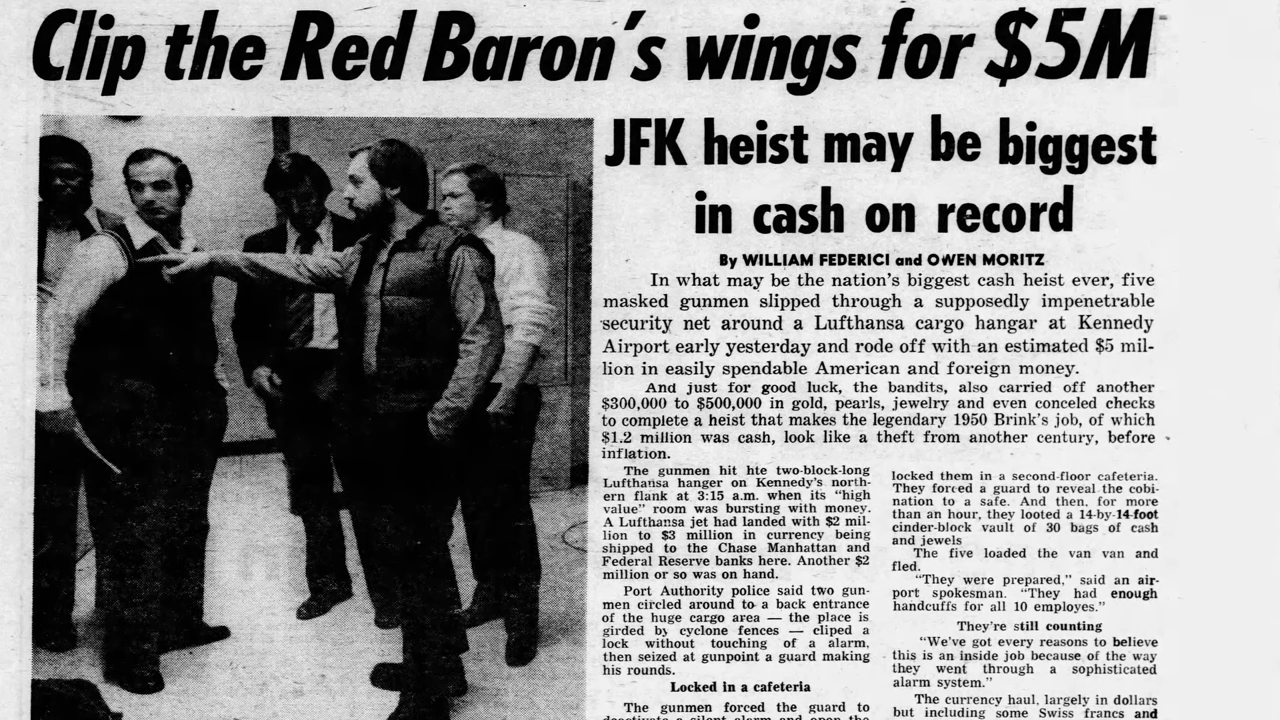 Clip the Red Baron's wings for $5M
JFK heist may be biggest
in cash on record
By WILLIAM FEDERICI and OWEN MORITZ
In what may be the nation's biggest cash heist ever, five
masked gunmen slipped through a supposedly impenetrable
security net around a Lufthansa cargo hangar at Kennedy
Airport early yesterday and rode off with an estimated $5 mil-
lion in easily spendable American and foreign money.
And just for good luck, the bandits, also carried off another
$300,000 to $500,000 in gold, pearls, jewelry and even conceled checks
to complete a heist that makes the legendary 1950 Brink's job, of which
$1.2 million was cash, look like a theft from another century, before
inflation.
The gunmen hit hte two-block-long
Lufthansa hanger on Kennedy's north-
ern flank at 3:15 a.m. when its "high
value" room was bursting with money.
A Lufthansa jet had landed with $2 mil-
lion to $3 million in currency being
shipped to the Chase Manhattan and
Federal Reserve banks here. Another $2
million or so was on hand.
Port Authority police said two gun-
men circled around to a back entrance
of the huge cargo area — the place is
girded by cyclone fences — cliped a
lock without touching of a alarm,
then seized at gunpoint a guard making
his rounds.
Locked in a cafeteria
The gunmen forced the guard to
deactivate a silent alarm and open the
locked them in a second-floor cafeteria.
They forced a guard to reveal the cobi-
nation to a safe. And then, for more
than an hour, they looted a 14-by-14-foot
cinder-block vault of 30 bags of cash
and jewels
The five loaded the van van and
fled.
"They were prepared," said an air-
port spokesman. "They had enough
handcuffs for all 10 employes."
They're still counting
"We've got every reasons to believe
this is an inside job because of the way
they went through a sophisticated
alarm system."
The currency haul, largely in dollars
but including some Swiss francs and